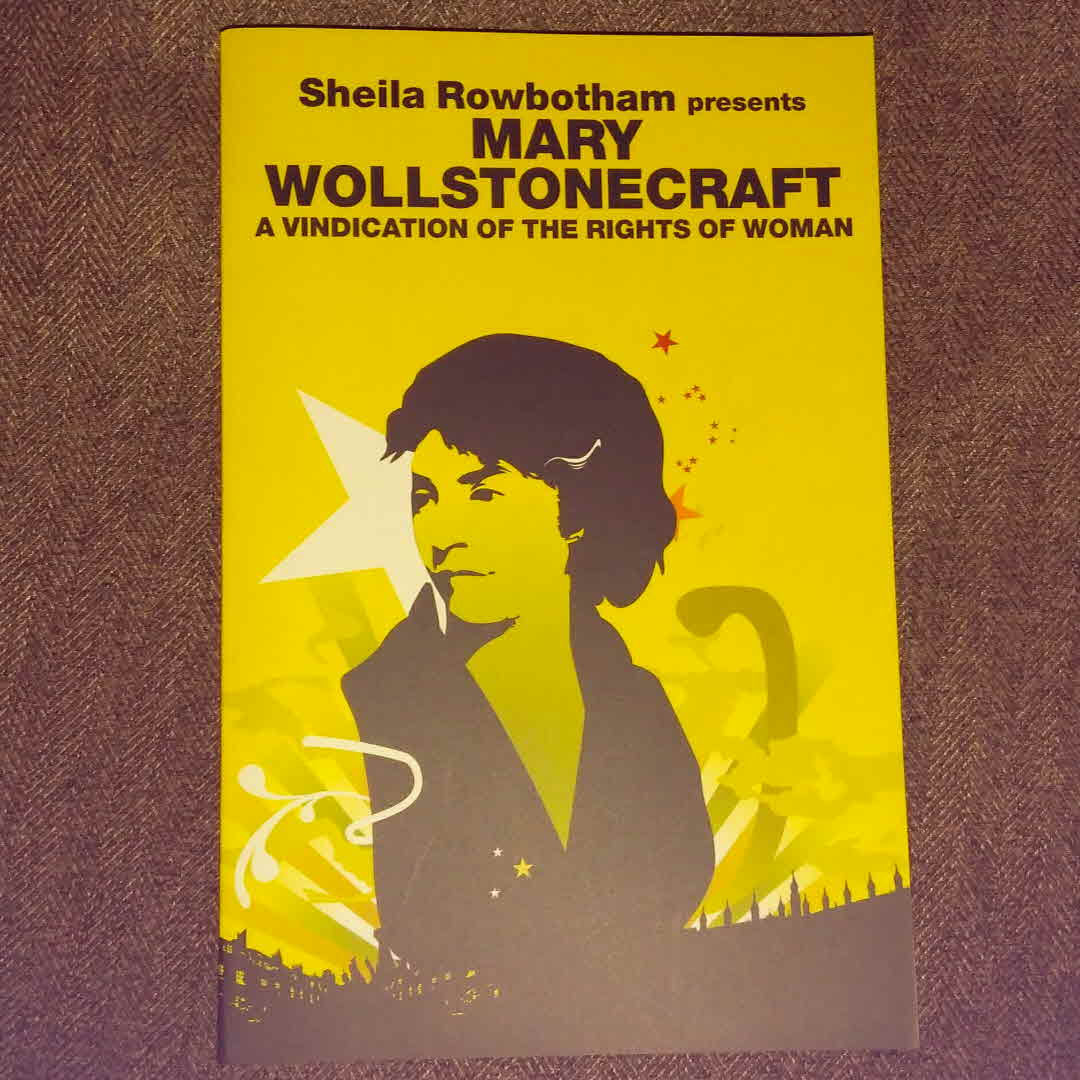 Sheila Rowbotham presents
MARY
WOLLSTONECRAFT
A VINDICATION OF THE RIGHTS OF WOMAN